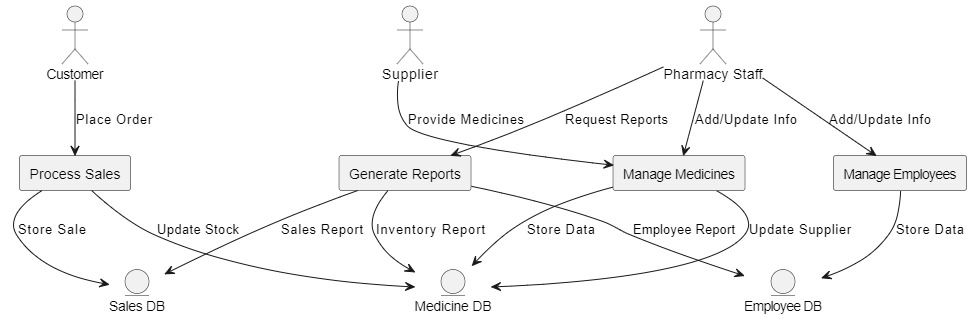 Customer
Supplier
Pharmacy Staff
Place Order
Provide Medicines
Request Reports
Add/Update Info
Add/Update Info
Process Sales
Generate Reports
Manage Medicines
Manage Employees
Store Sale
Update Stock
Sales Report
Inventory Report
Store Data
Employee Report
Update Supplier
Store Data
Sales DB
Medicine DB
Employee DB